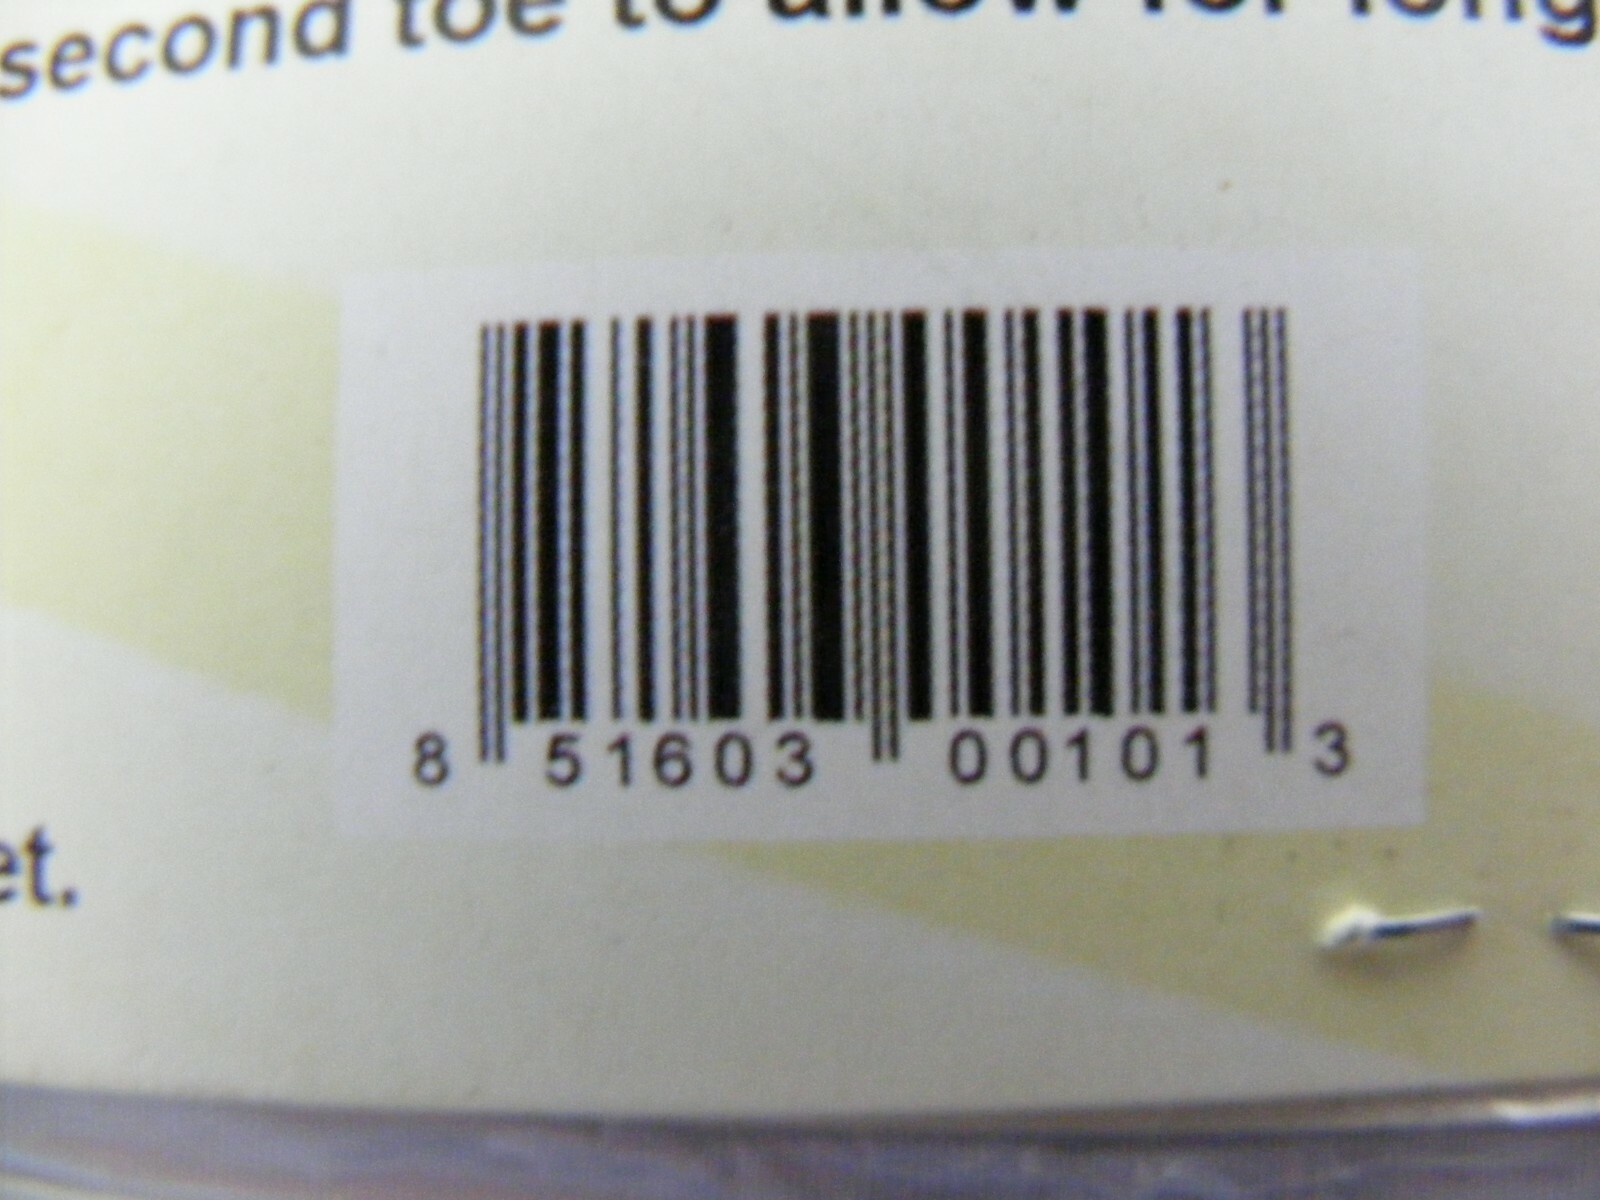 second toe to allow for long
8 51603 00101 3
et.